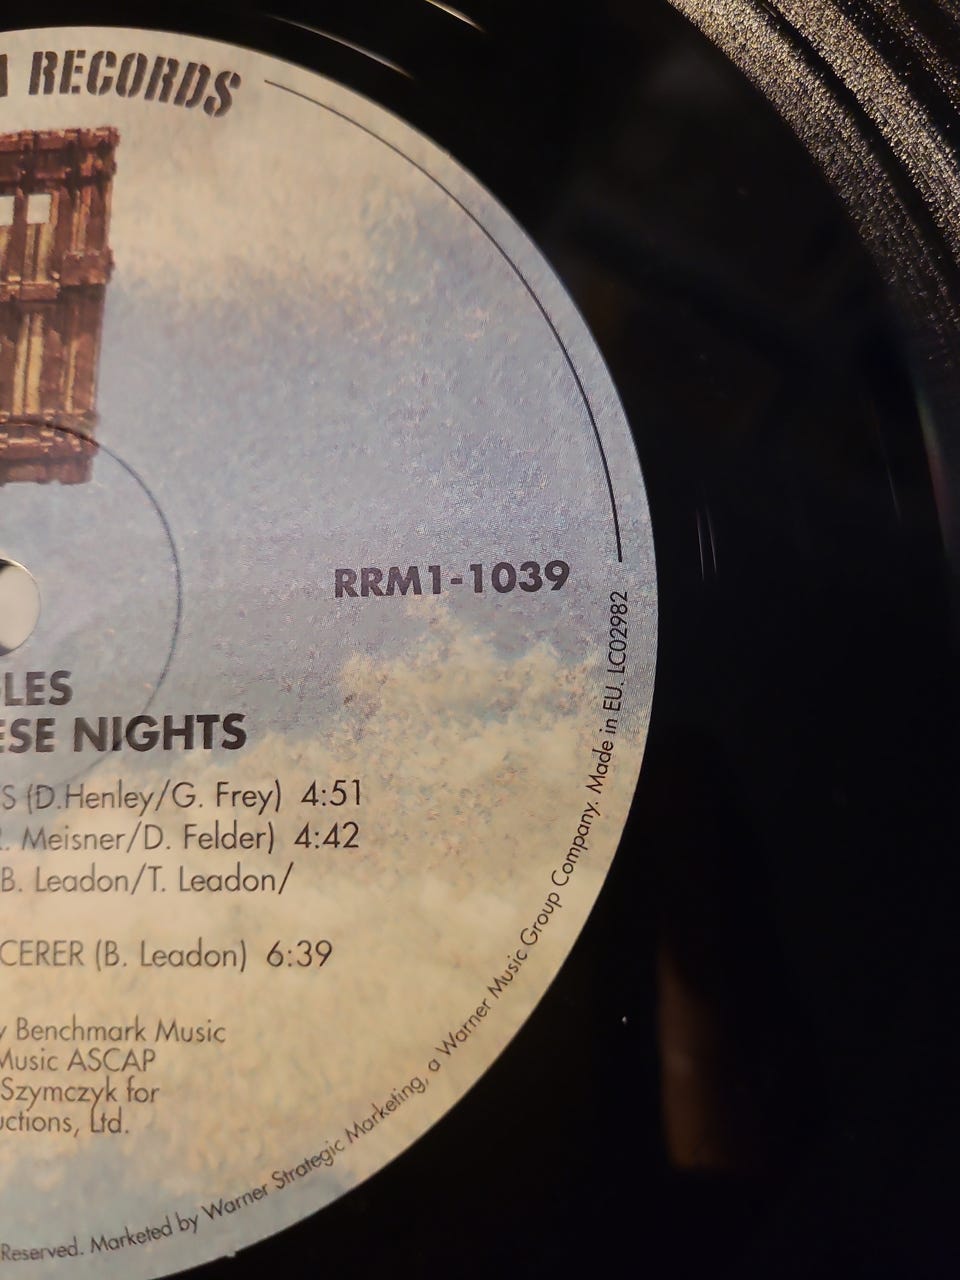 RECORDS
RRM1-1039
LES
ESE NIGHTS
S (D.Henley/G. Frey) 4:51
. Meisner/D. Felder) 4:42
B. Leadon/T. Leadon/
CERER (B. Leadon) 6:39
y Benchmark Music
Music ASCAP
Szymczyk for
uctions, Ltd.
Reserved. Marketed by Warner Strategic Marketing, a Warner Music Group Company. Made in EU. LC02982